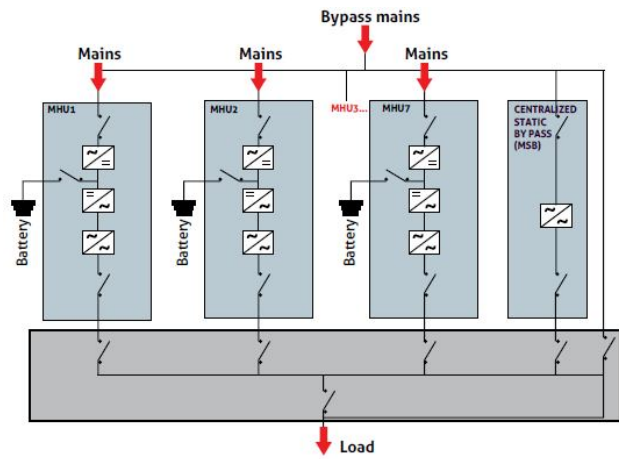 Bypass mains
Mains
Mains
Mains
MHU1
MHU2
MHU3...
MHU7
CENTRALIZED
STATIC
BY PASS
(MSB)
Battery
Battery
Battery
Load